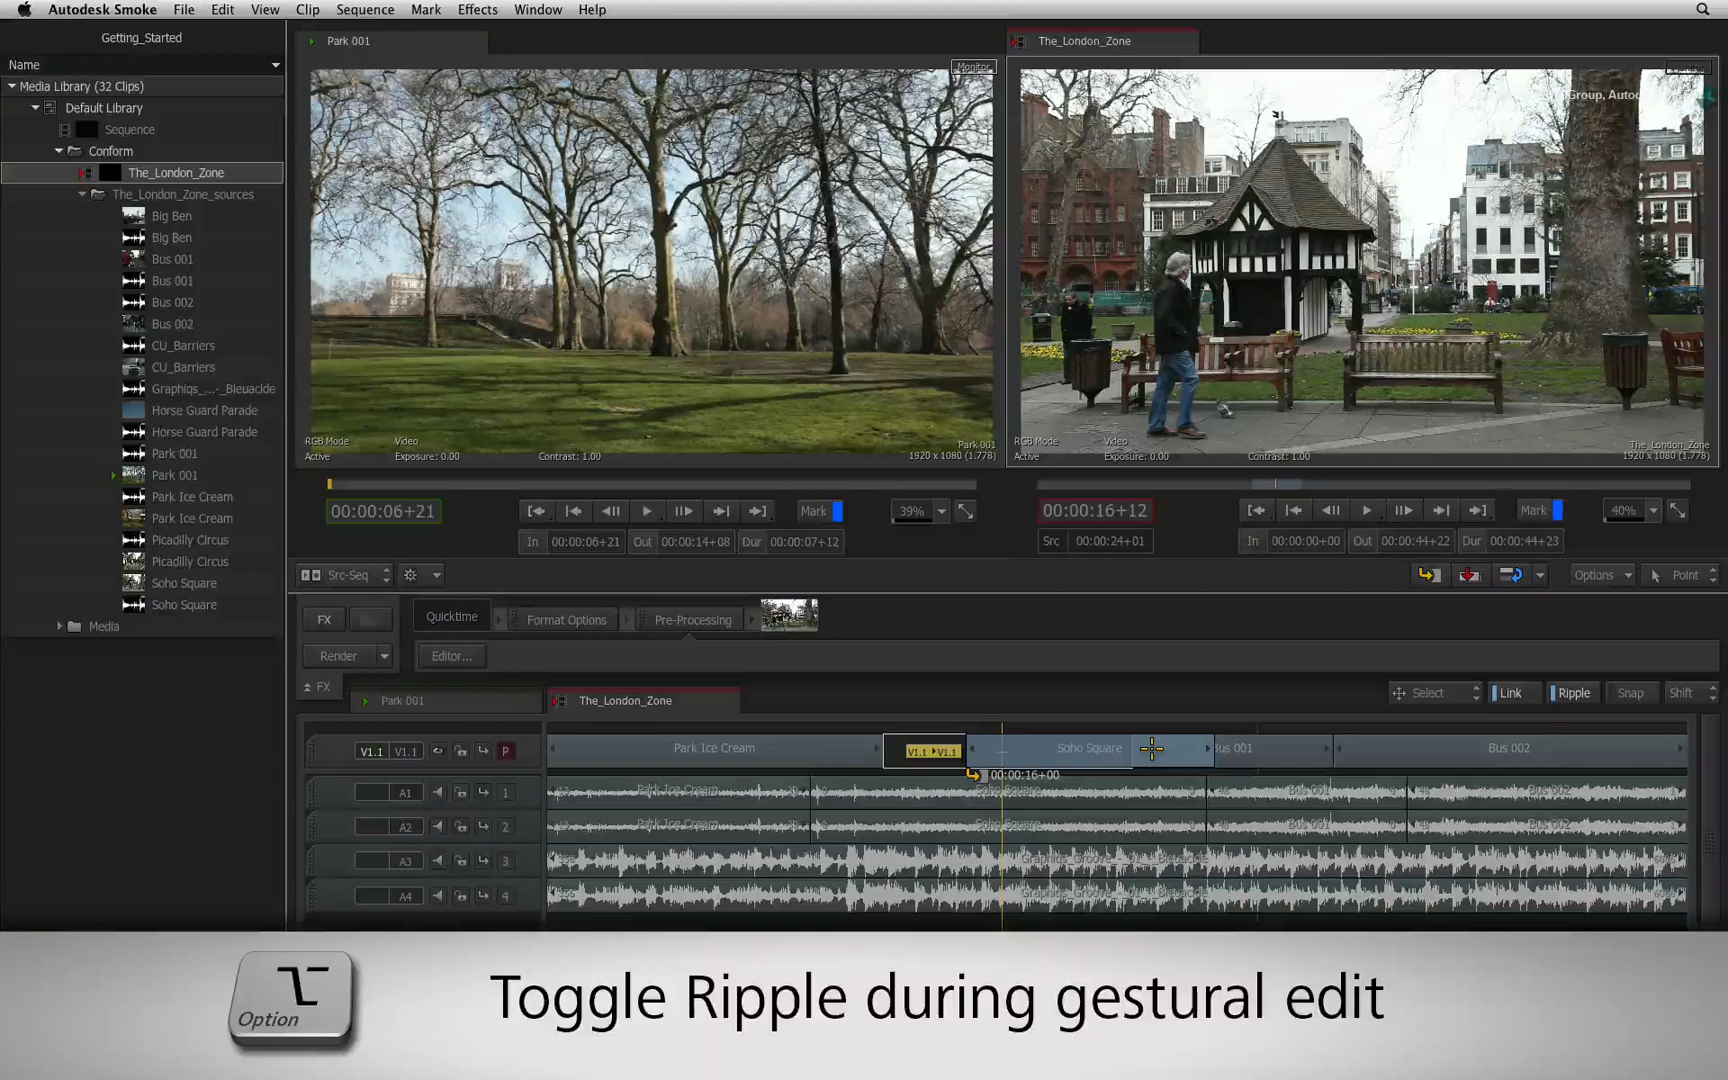 Autodesk Smoke File Edit View Clip Sequence Mark Effects Window Help
Getting_Started
Name
Media Library (32 Clips)
Default Library
Sequence
Conform
The_London_Zone
The_London_Zone_sources
Big Ben
Big Ben
Bus 001
Bus 001
Bus 002
Bus 002
CU_Barriers
CU_Barriers
Graphiqs_...-_Bleuacide
Horse Guard Parade
Horse Guard Parade
Park 001
Park 001
Park Ice Cream
Park Ice Cream
Picadilly Circus
Picadilly Circus
Soho Square
Soho Square
Media
Park 001
Monitor
RGB Mode Video Park 001
Active Exposure: 0.00 Contrast: 1.00 1920 x 1080 (1.778)
00:00:06+21 Mark 39%
In 00:00:06+21 Out 00:00:14+08 Dur 00:00:07+12
The_London_Zone
Group, Autod
RGB Mode Video The_London_Zone
Active Exposure: 0.00 Contrast: 1.00 1920 x 1080 (1.778)
00:00:16+12 Mark 40%
Src 00:00:24+01 In 00:00:00+00 Out 00:00:44+22 Dur 00:00:44+23
Src-Seq Options Point
FX Quicktime Format Options Pre-Processing
Render Editor...
FX Park 001 The_London_Zone Select Link Ripple Snap Shift
V1.1 V1.1 P Park Ice Cream V1.1 V1.1 Soho Square Bus 001 Bus 002
00:00:16+00
A1 1 Park Ice Cream Soho Square Bus 001 Bus 002
A2 2 Park Ice Cream Soho Square Bus 001 Bus 002
A3 3
A4 4
Option
Toggle Ripple during gestural edit